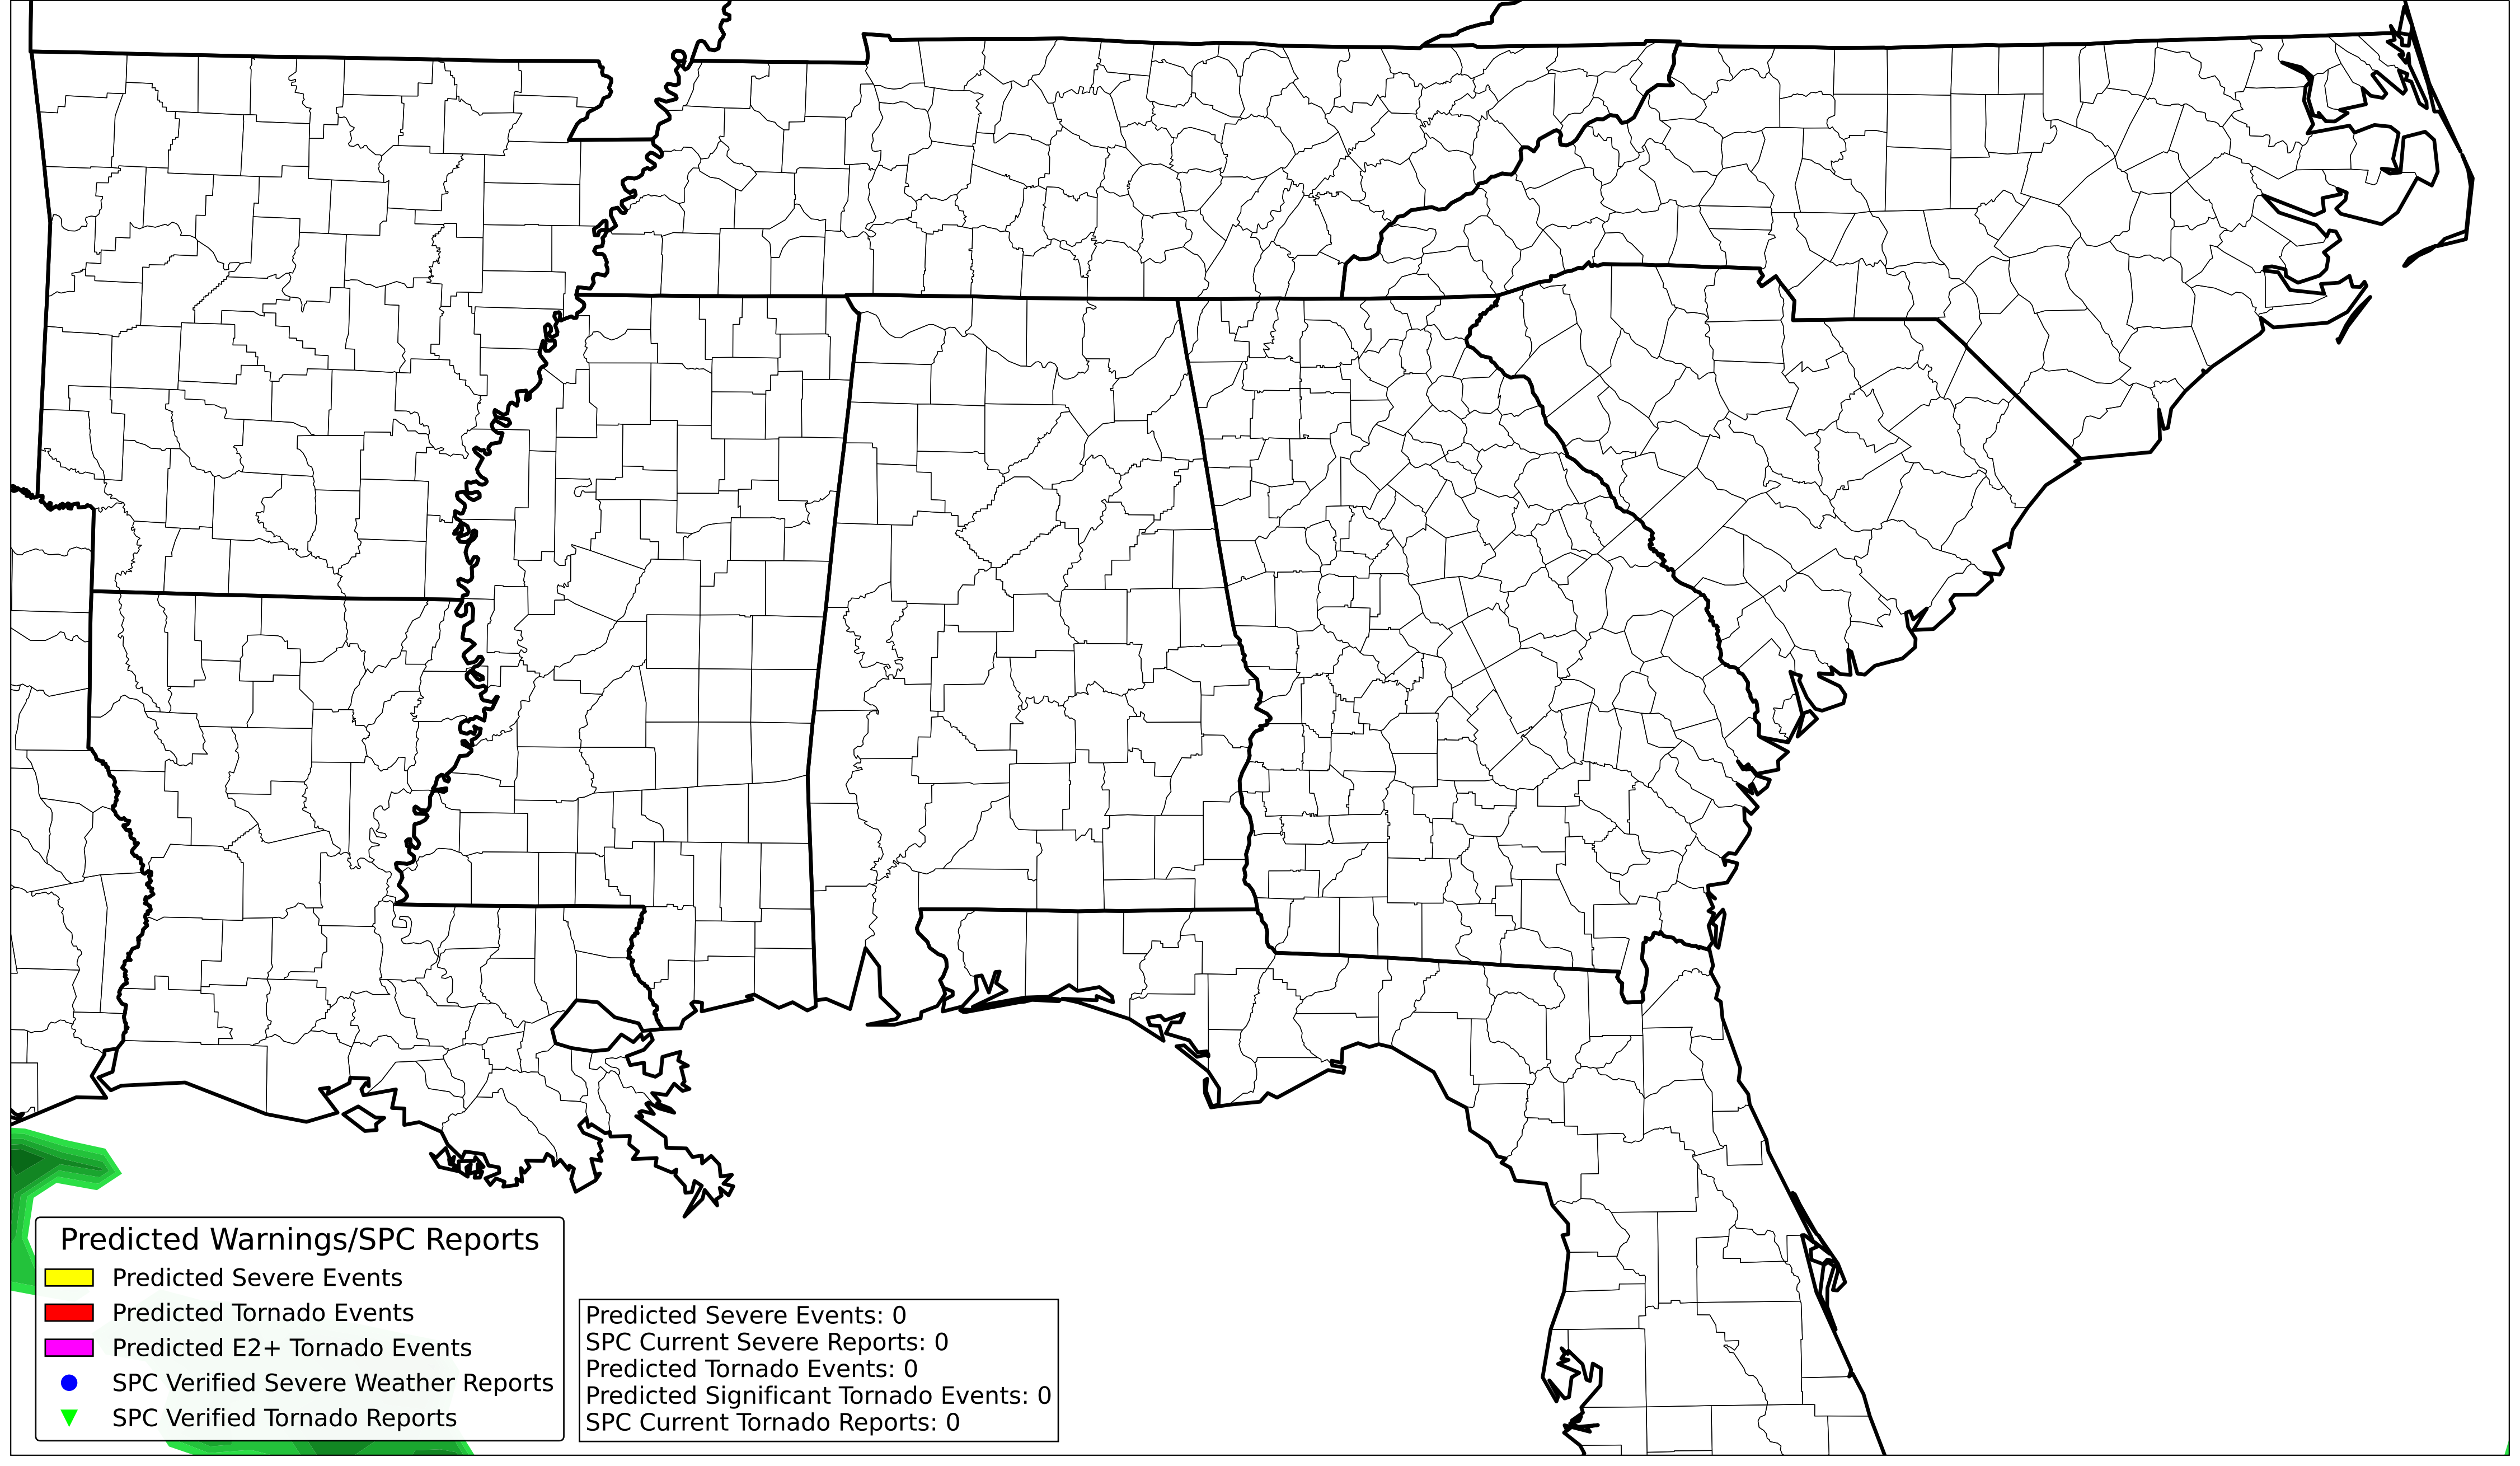 Predicted Warnings/SPC Reports
Predicted Severe Events
Predicted Tornado Events
Predicted E2+ Tornado Events
SPC Verified Severe Weather Reports
SPC Verified Tornado Reports
Predicted Severe Events: 0
SPC Current Severe Reports: 0
Predicted Tornado Events: 0
Predicted Significant Tornado Events: 0
SPC Current Tornado Reports: 0